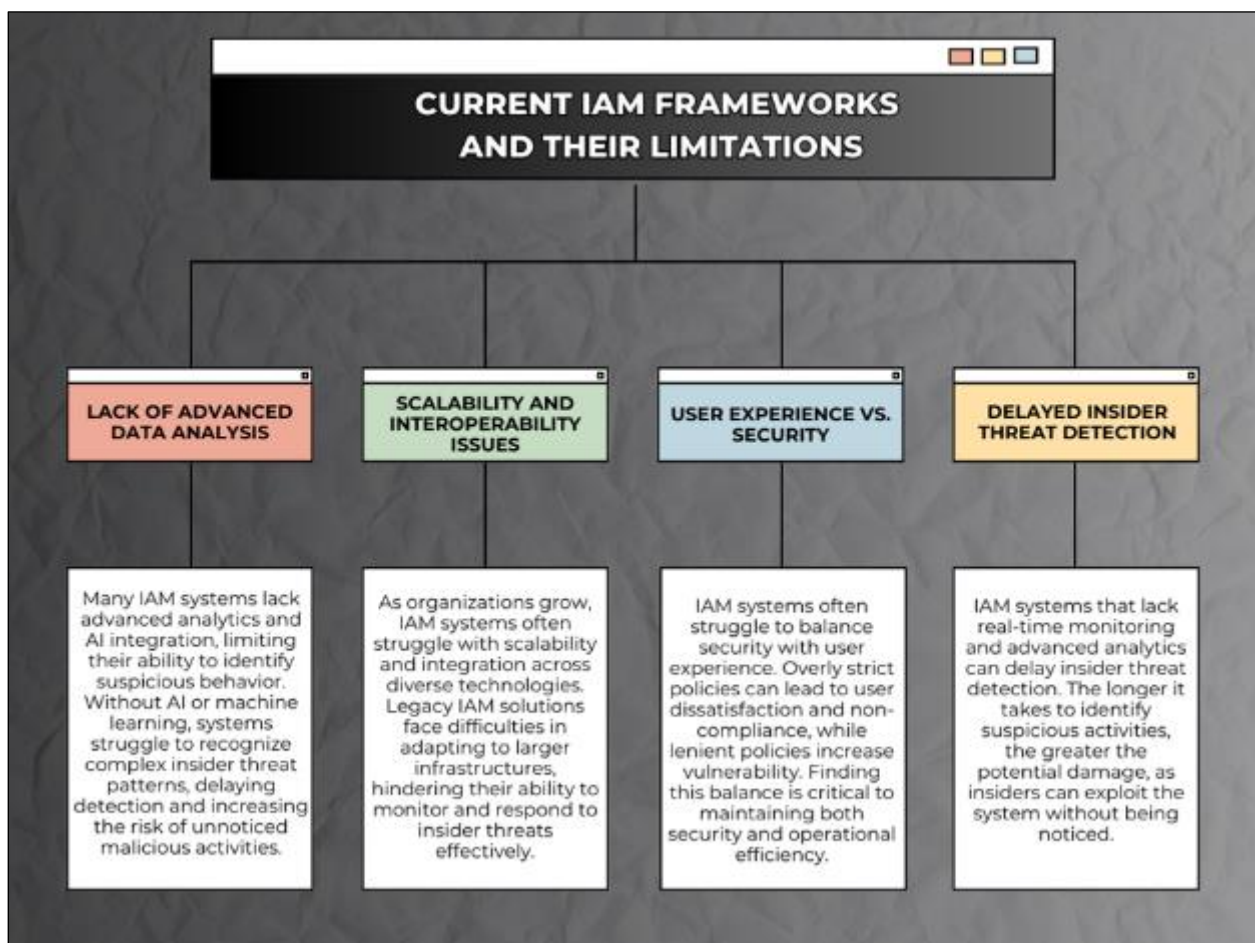 CURRENT IAM FRAMEWORKS
AND THEIR LIMITATIONS
LACK OF ADVANCED
DATA ANALYSIS
SCALABILITY AND
INTEROPERABILITY
ISSUES
USER EXPERIENCE VS.
SECURITY
DELAYED INSIDER
THREAT DETECTION
Many IAM systems lack
advanced analytics and
AI integration, limiting
their ability to identify
suspicious behavior.
Without AI or machine
learning, systems
struggle to recognize
complex insider threat
patterns, delaying
detection and increasing
the risk of unnoticed
malicious activities.
As organizations grow,
IAM systems often
struggle with scalability
and integration across
diverse technologies.
Legacy IAM solutions
face difficulties in
adapting to larger
infrastructures,
hindering their ability to
monitor and respond to
insider threats
effectively.
IAM systems often
struggle to balance
security with user
experience. Overly strict
policies can lead to user
dissatisfaction and non-
compliance, while
lenient policies increase
vulnerability. Finding
this balance is critical to
maintaining both
security and operational
efficiency.
IAM systems that lack
real-time monitoring
and advanced analytics
can delay insider threat
detection. The longer it
takes to identify
suspicious activities,
the greater the
potential damage, as
insiders can exploit the
system without being
noticed.